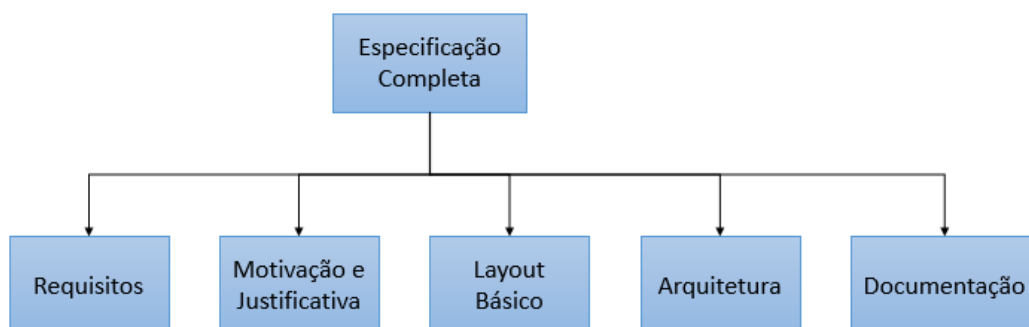 Especificação
Completa
Requisitos
Motivação e
Justificativa
Layout
Básico
Arquitetura
Documentação